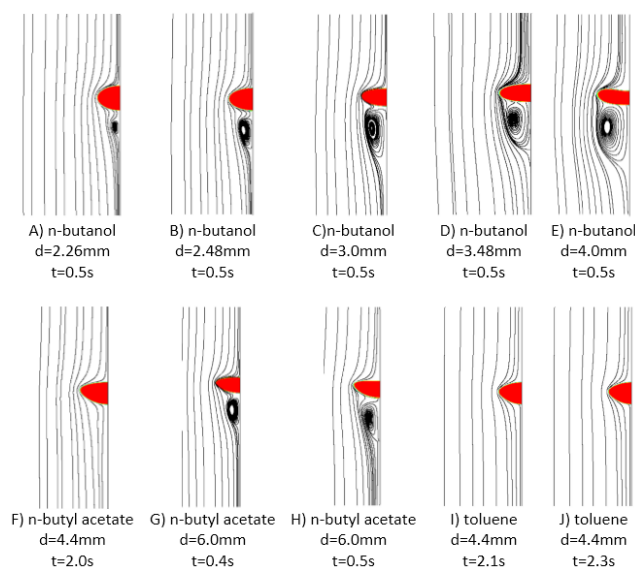 A) n-butanol
d=2.26mm
t=0.5s
B) n-butanol
d=2.48mm
t=0.5s
C)n-butanol
d=3.0mm
t=0.5s
D) n-butanol
d=3.48mm
t=0.5s
E) n-butanol
d=4.0mm
t=0.5s
F) n-butyl acetate
d=4.4mm
t=2.0s
G) n-butyl acetate
d=6.0mm
t=0.4s
H) n-butyl acetate
d=6.0mm
t=0.5s
I) toluene
d=4.4mm
t=2.1s
J) toluene
d=4.4mm
t=2.3s